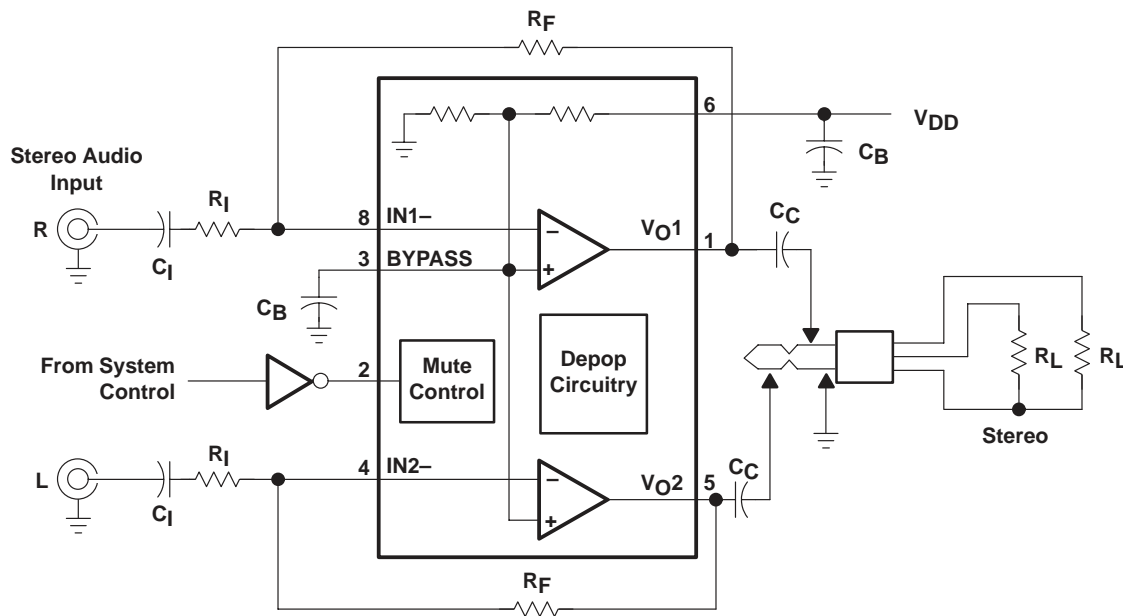 RF
6
VDD
CB
Stereo Audio
Input
R
CI
RI
8
IN1–
VO1
1
CC
3
BYPASS
CB
From System
Control
2
Mute
Control
Depop
Circuitry
RL
RL
Stereo
L
CI
RI
4
IN2–
VO2
5
CC
RF
−
+
−
+